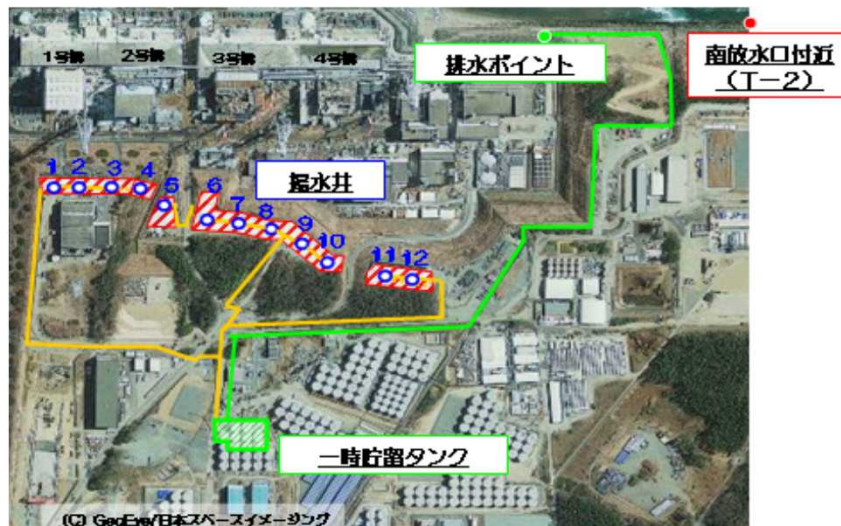 1号機 2号機 3号機 4号機
排水ポイント
南放水口付近
（T－2）
揚水井
1 2 3 4
5
6
7
8
9
10
11 12
一時貯留タンク
(C) GeoEye/日本スペースイメージング